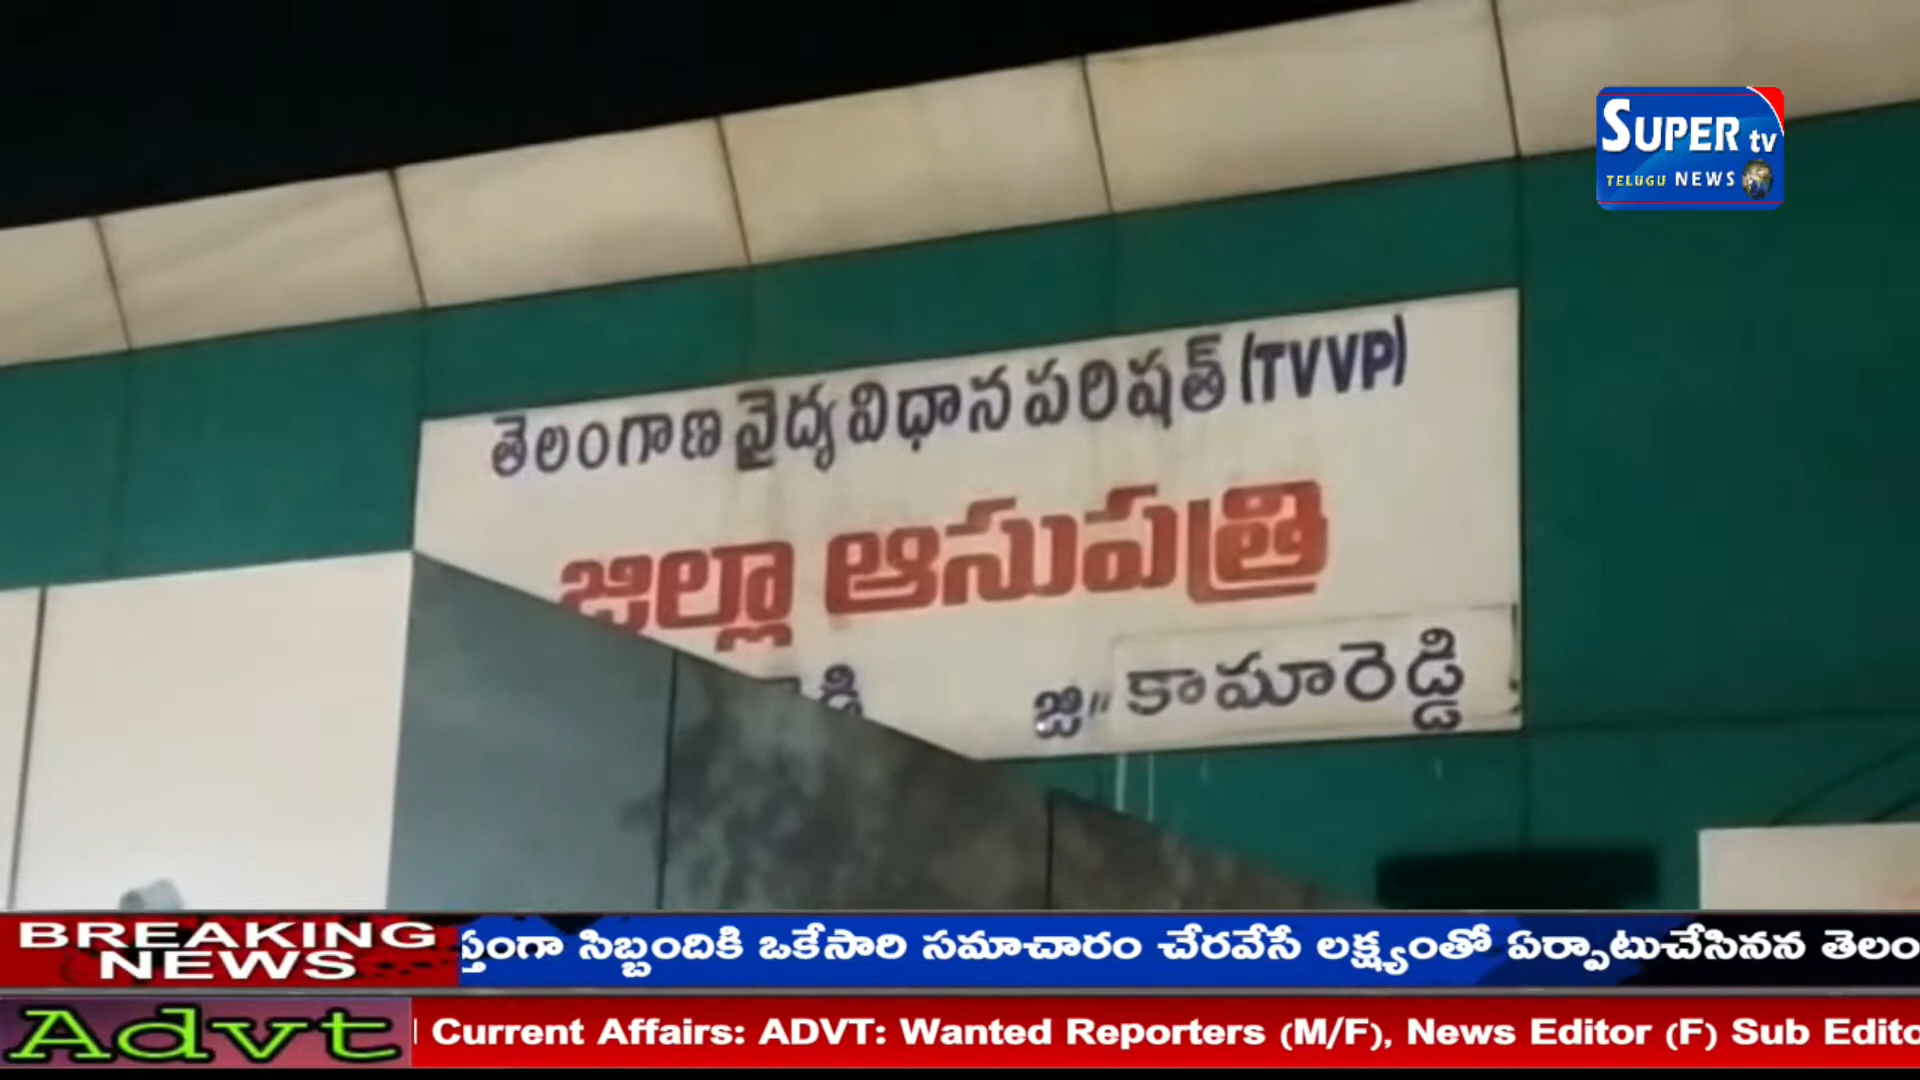 SUPER tv
TELUGU NEWS
తెలంగాణ వైద్య విధాన పరిషత్ (TVVP)
జిల్లా ఆసుపత్రి
జి" కామారెడ్డి
BREAKING
NEWS
స్తంగా సిబ్బందికి ఒకేసారి సమాచారం చేరవేసే లక్ష్యంతో ఏర్పాటుచేసినన తెలం
Advt
Current Affairs: ADVT: Wanted Reporters (M/F), News Editor (F) Sub Edito